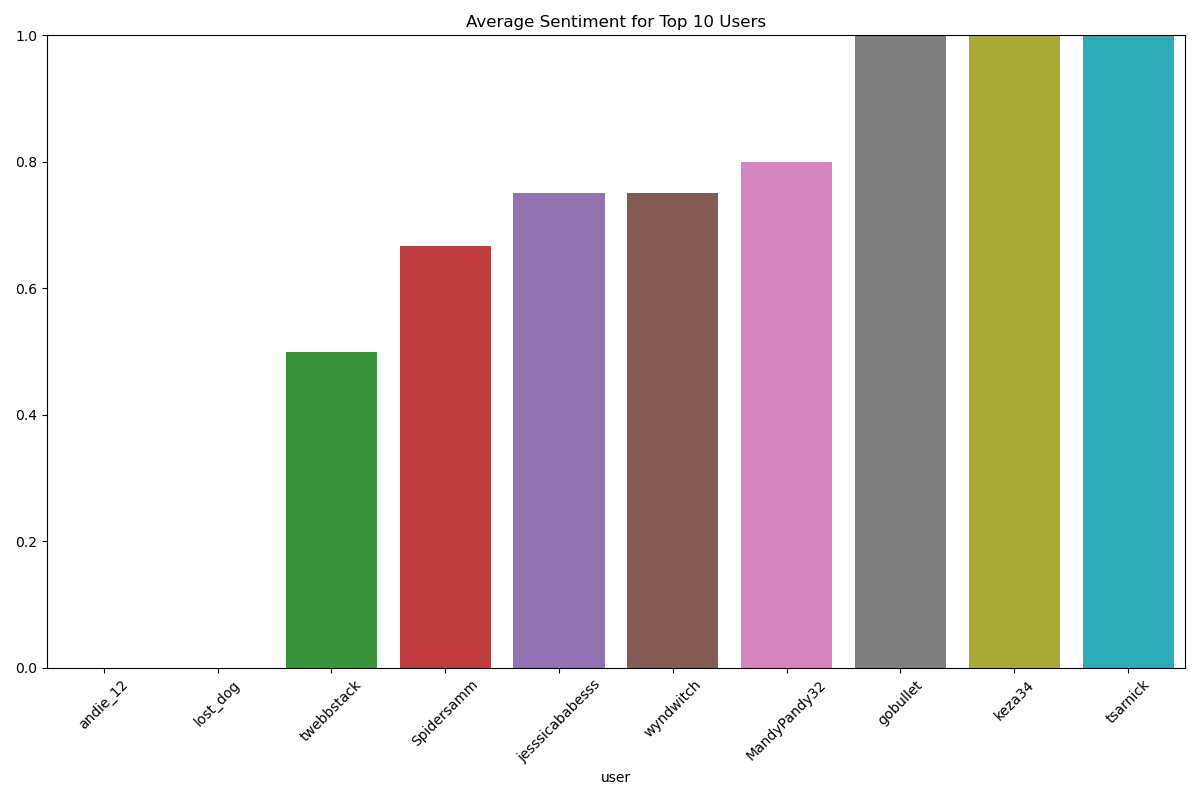 Average Sentiment for Top 10 Users
1.0
0.8
0.6
0.4
0.2
0.0
andie_12
lost_dog
twebbstack
Spidersamm
jesssicababesss
wyndwitch
MandyPandy32
gobullet
keza34
tsarnick
user